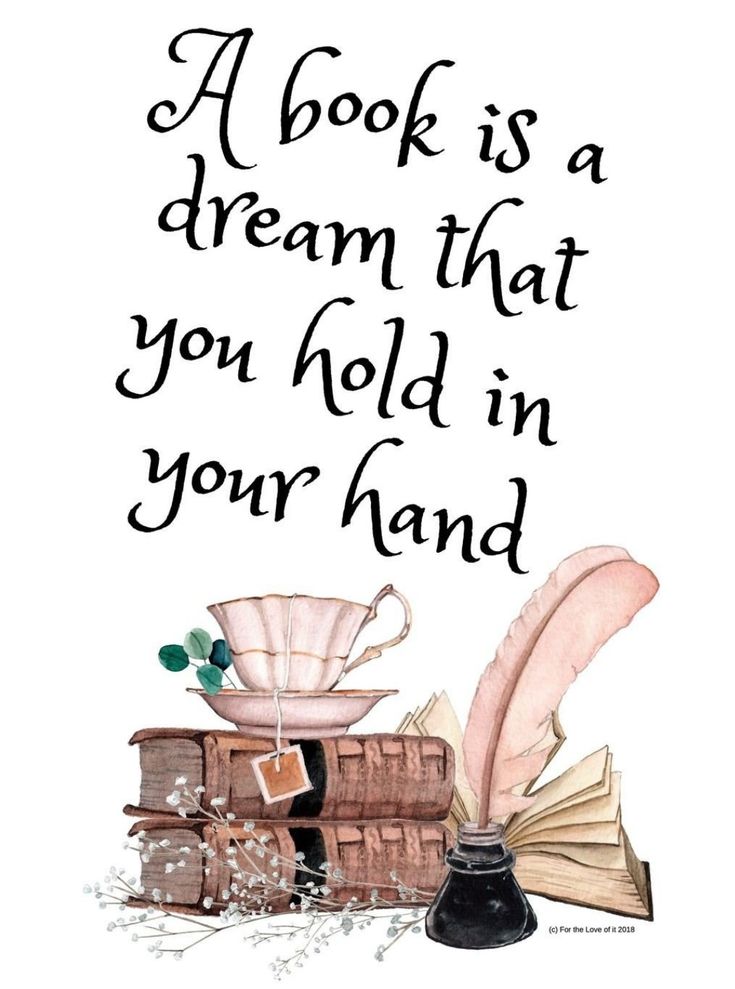 A book is a
dream that
you hold in
your hand
(c) For the Love of it 2018